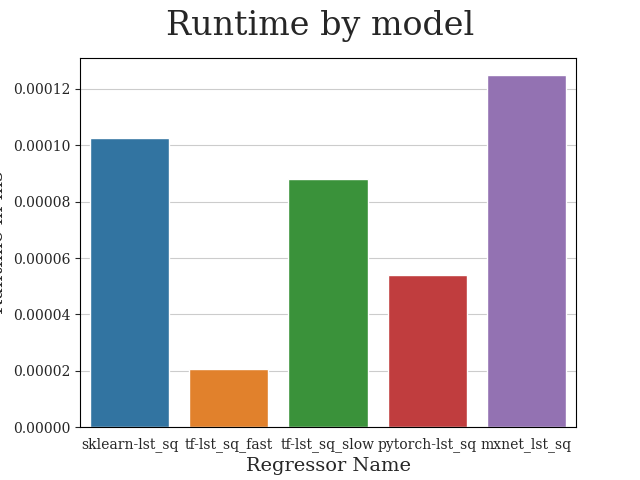 Runtime by model
0.00012
0.00010
0.00008
0.00006
0.00004
0.00002
0.00000
sklearn-lst_sq tf-lst_sq_fast tf-lst_sq_slow pytorch-lst_sq mxnet_lst_sq
Regressor Name